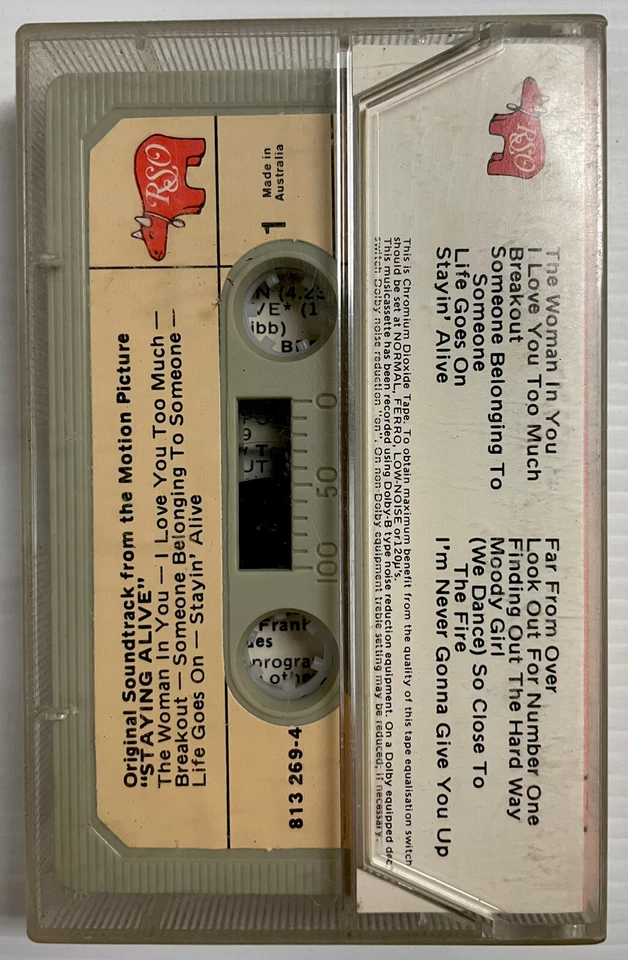 RSO
1
Made in
Australia
Original Soundtrack from the Motion Picture
"STAYING ALIVE"
The Woman In You — I Love You Too Much —
Breakout — Someone Belonging To Someone —
Life Goes On — Stayin' Alive
813 269-4
0 50 100
RSO
The Woman In You
I Love You Too Much
Breakout
Someone Belonging To
Someone
Life Goes On
Stayin' Alive
Far From Over
Look Out For Number One
Finding Out The Hard Way
Moody Girl
(We Dance) So Close To
The Fire
I'm Never Gonna Give You Up
This is Chromium Dioxide Tape. To obtain maximum benefit from the quality of this tape equalisation switch
should be set at NORMAL, FERRO, LOW-NOISE or 120µ's.
This musicassette has been recorded using Dolby-B type noise reduction equipment. On a Dolby equipped dec
switch Dolby noise reduction "on". On non-Dolby equipment treble setting may be reduced, if necessary.